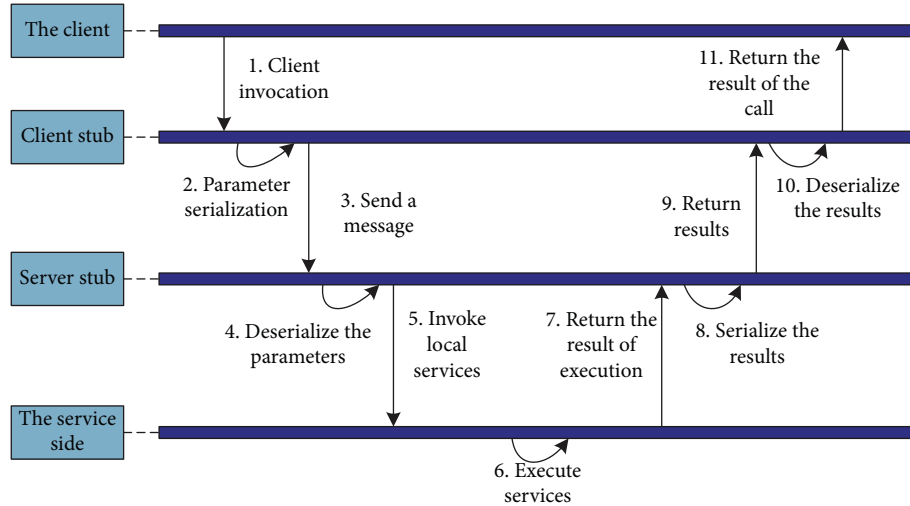 The client
1. Client
invocation
11. Return the
result of the
call
Client stub
2. Parameter
serialization
3. Send a
message
9. Return
results
10. Deserialize
the results
Server stub
4. Deserialize the
parameters
5. Invoke
local
services
7. Return the
result of
execution
8. Serialize the
results
The service
side
6. Execute
services